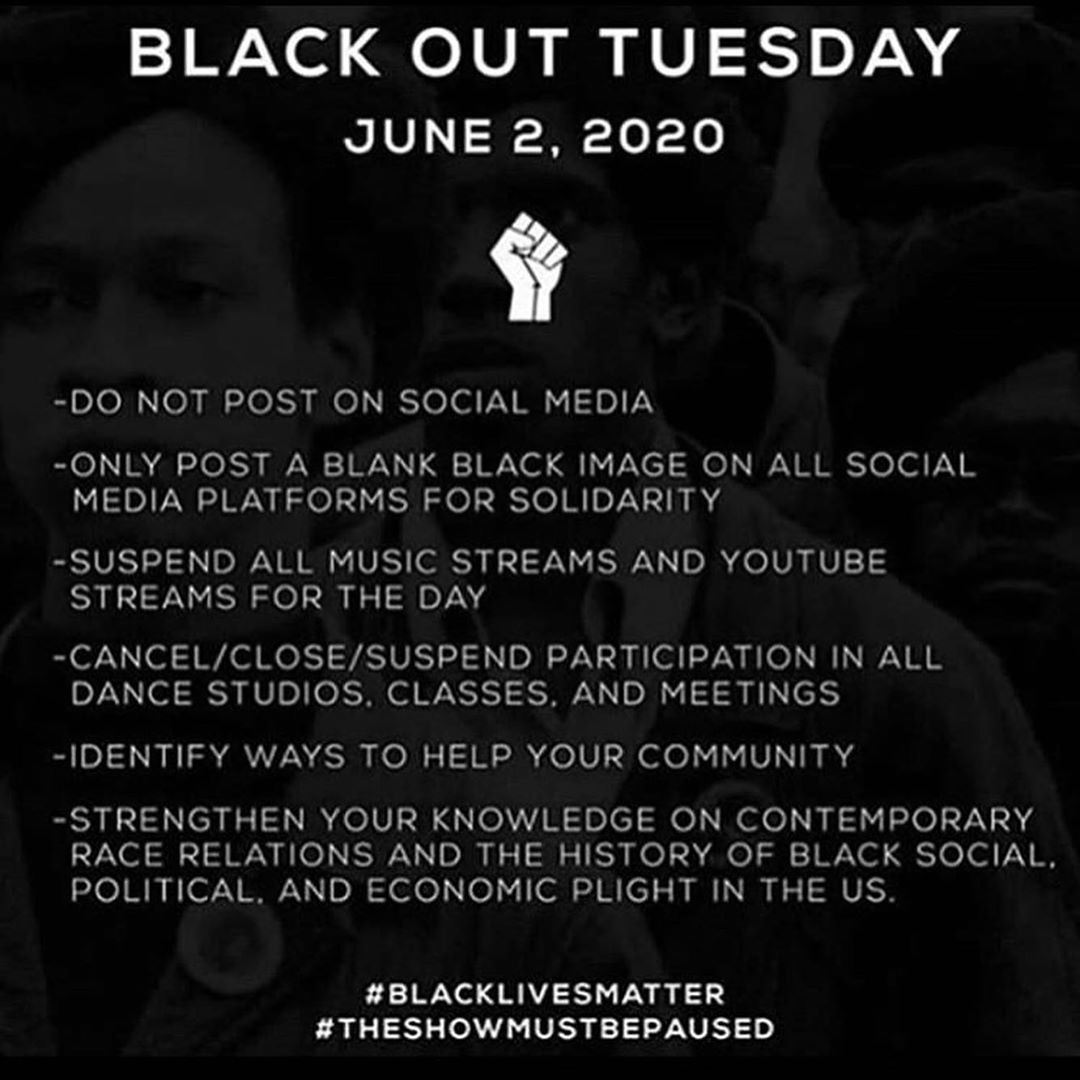 BLACK OUT TUESDAY
JUNE 2, 2020
-DO NOT POST ON SOCIAL MEDIA
-ONLY POST A BLANK BLACK IMAGE ON ALL SOCIAL
MEDIA PLATFORMS FOR SOLIDARITY
-SUSPEND ALL MUSIC STREAMS AND YOUTUBE
STREAMS FOR THE DAY
-CANCEL/CLOSE/SUSPEND PARTICIPATION IN ALL
DANCE STUDIOS, CLASSES, AND MEETINGS
-IDENTIFY WAYS TO HELP YOUR COMMUNITY
-STRENGTHEN YOUR KNOWLEDGE ON CONTEMPORARY
RACE RELATIONS AND THE HISTORY OF BLACK SOCIAL,
POLITICAL, AND ECONOMIC PLIGHT IN THE US.
#BLACKLIVESMATTER
#THESHOWMUSTBEPAUSED